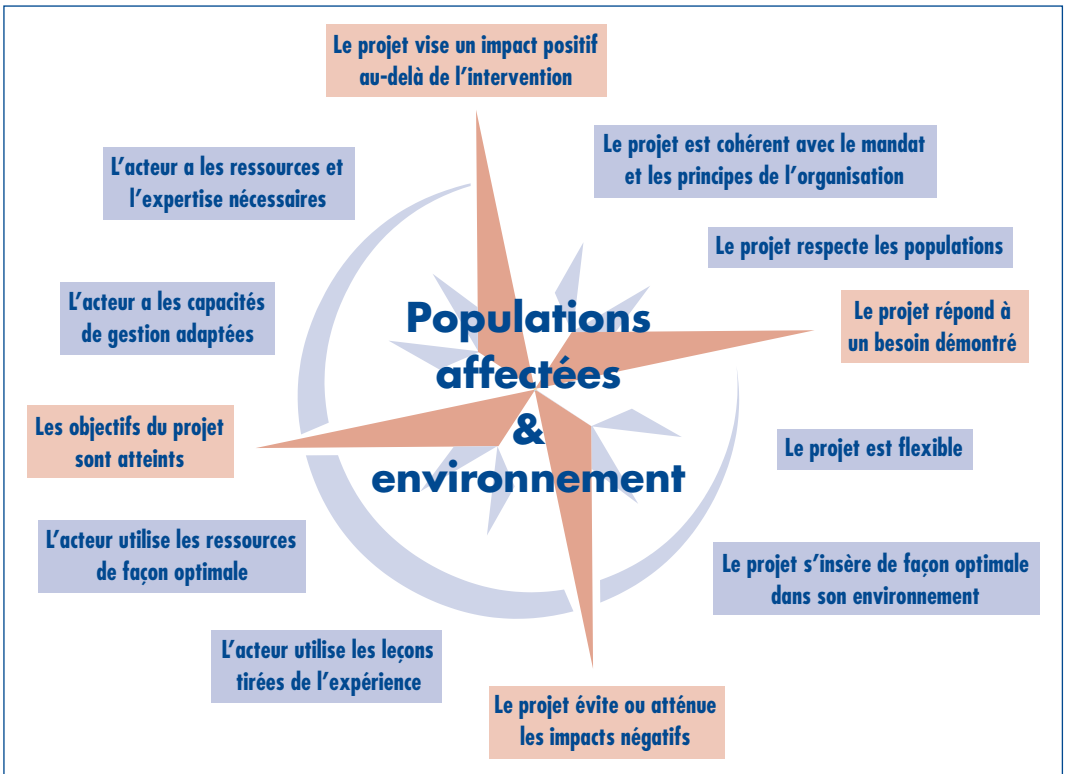 Le projet vise un impact positif
au-delà de l'intervention
Le projet est cohérent avec le mandat
et les principes de l'organisation
Le projet respecte les populations
Le projet répond à
un besoin démontré
Le projet est flexible
Le projet s'insère de façon optimale
dans son environnement
Le projet évite ou atténue
les impacts négatifs
L'acteur utilise les leçons
tirées de l'expérience
L'acteur utilise les ressources
de façon optimale
Les objectifs du projet
sont atteints
L'acteur a les capacités
de gestion adaptées
L'acteur a les ressources et
l'expertise nécessaires
Populations
affectées
&
environnement